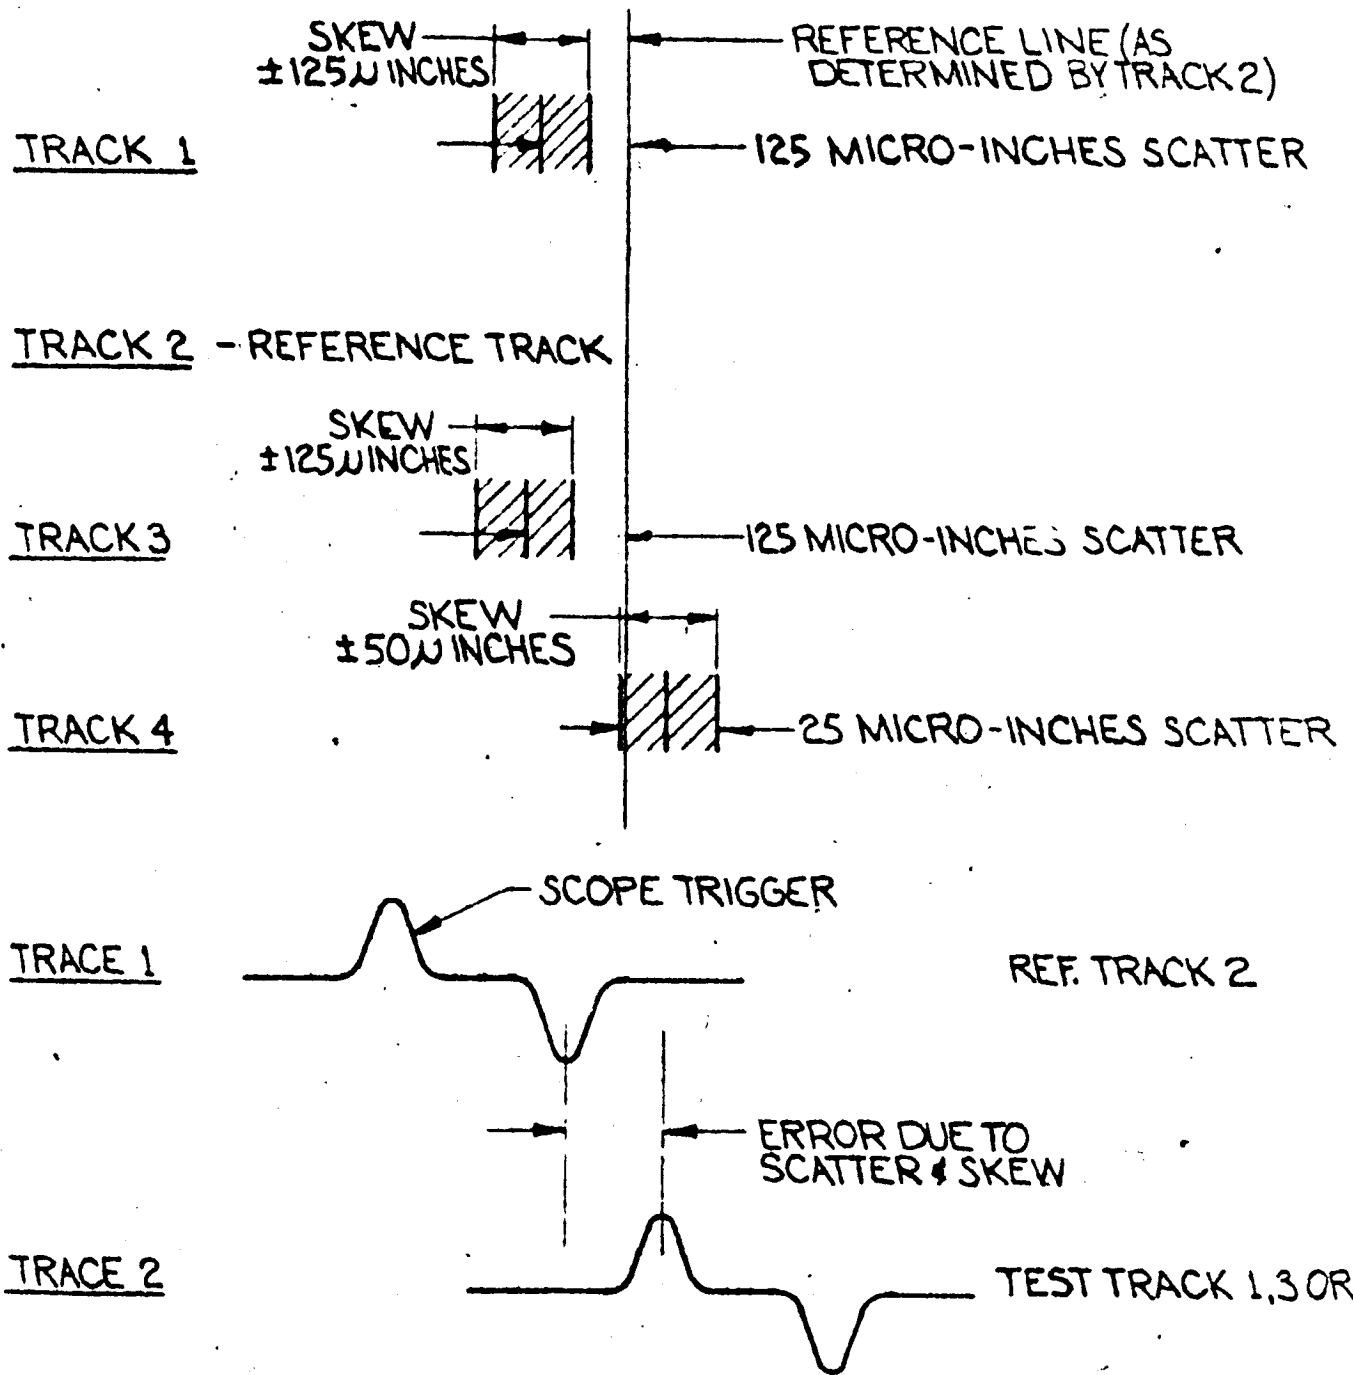 SKEW
±125µ INCHES
REFERENCE LINE (AS
DETERMINED BY TRACK 2)
TRACK 1
125 MICRO-INCHES SCATTER
TRACK 2 - REFERENCE TRACK
SKEW
±125µ INCHES
TRACK 3
125 MICRO-INCHES SCATTER
SKEW
±50µ INCHES
TRACK 4
25 MICRO-INCHES SCATTER
SCOPE TRIGGER
TRACE 1
REF. TRACK 2
ERROR DUE TO
SCATTER & SKEW
TRACE 2
TEST TRACK 1,3 OR